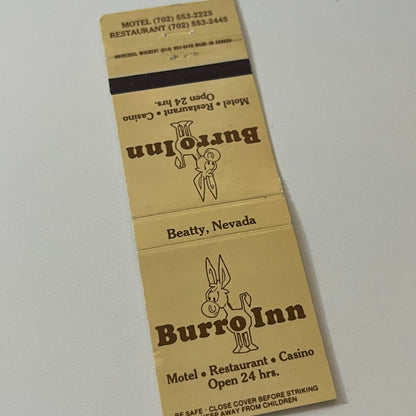 MOTEL (702) 553-2225
RESTAURANT (702) 553-2445
Motel • Restaurant • Casino
Open 24 hrs.
Burro Inn
Beatty, Nevada
Burro Inn
Motel • Restaurant • Casino
Open 24 hrs.
BE SAFE - CLOSE COVER BEFORE STRIKING
KEEP AWAY FROM CHILDREN